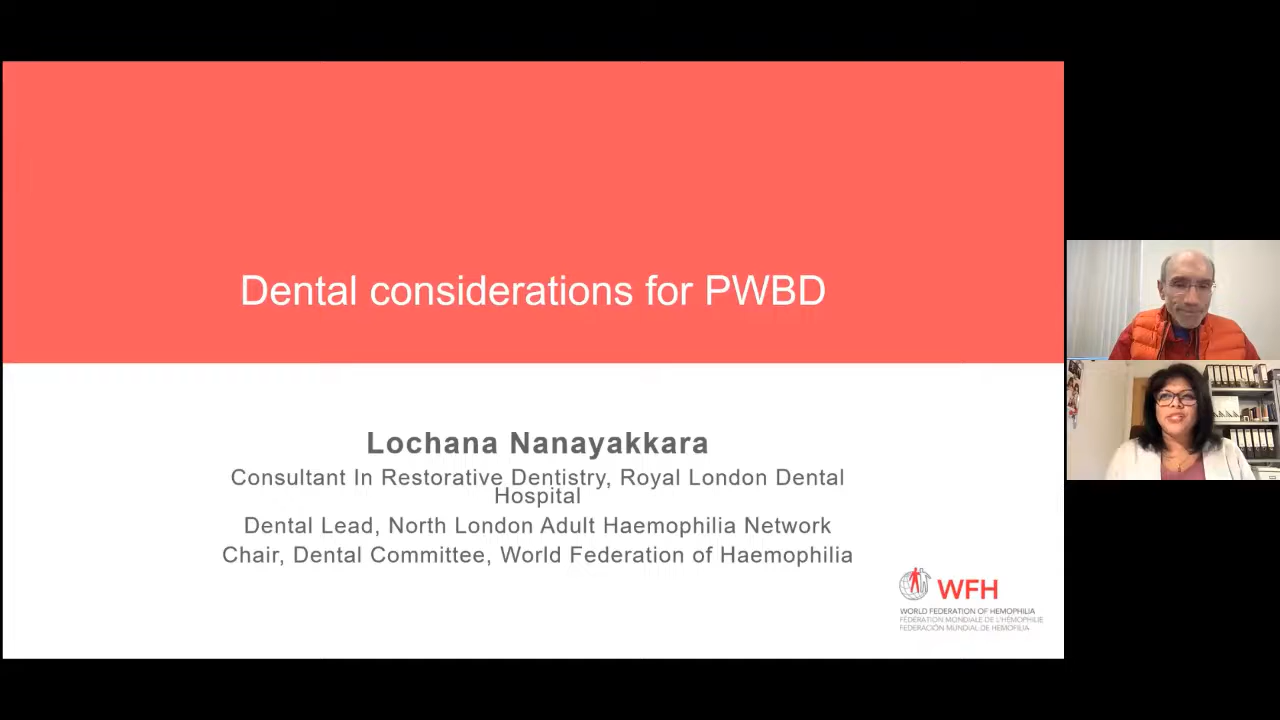 Dental considerations for PWBD
Lochana Nanayakkara
Consultant In Restorative Dentistry, Royal London Dental
Hospital
Dental Lead, North London Adult Haemophilia Network
Chair, Dental Committee, World Federation of Haemophilia
WFH
WORLD FEDERATION OF HEMOPHILIA
FÉDÉRATION MONDIALE DE L'HÉMOPHILIE
FEDERACIÓN MUNDIAL DE HEMOFILIA